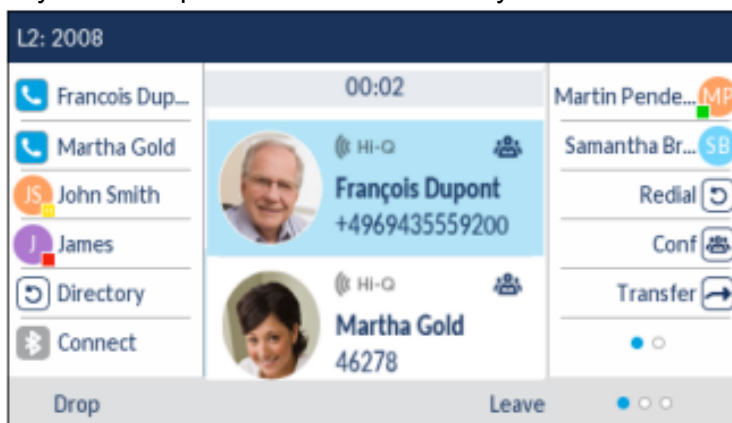 L2: 2008
Francois Dup...
Martha Gold
JS John Smith
J James
Directory
Connect
00:02
HI-Q
François Dupont
+4969435559200
HI-Q
Martha Gold
46278
Martin Pende... MP
Samantha Br... SB
Redial
Conf
Transfer
Drop
Leave